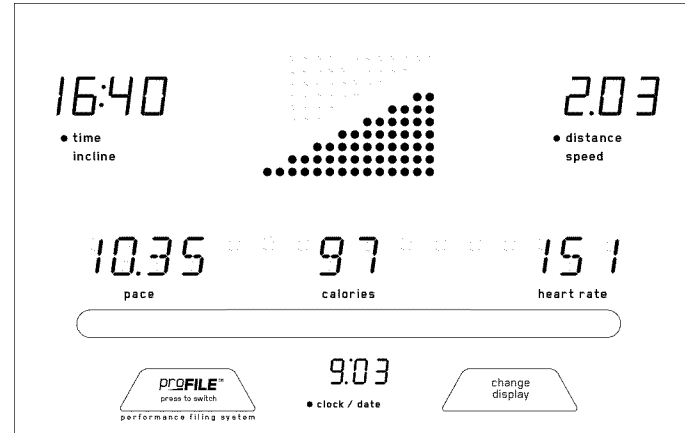 16:40
2.03
• time
incline
• distance
speed
10.35
97
151
pace
calories
heart rate
9:03
proFILE™
press to switch
performance filing system
• clock / date
change
display